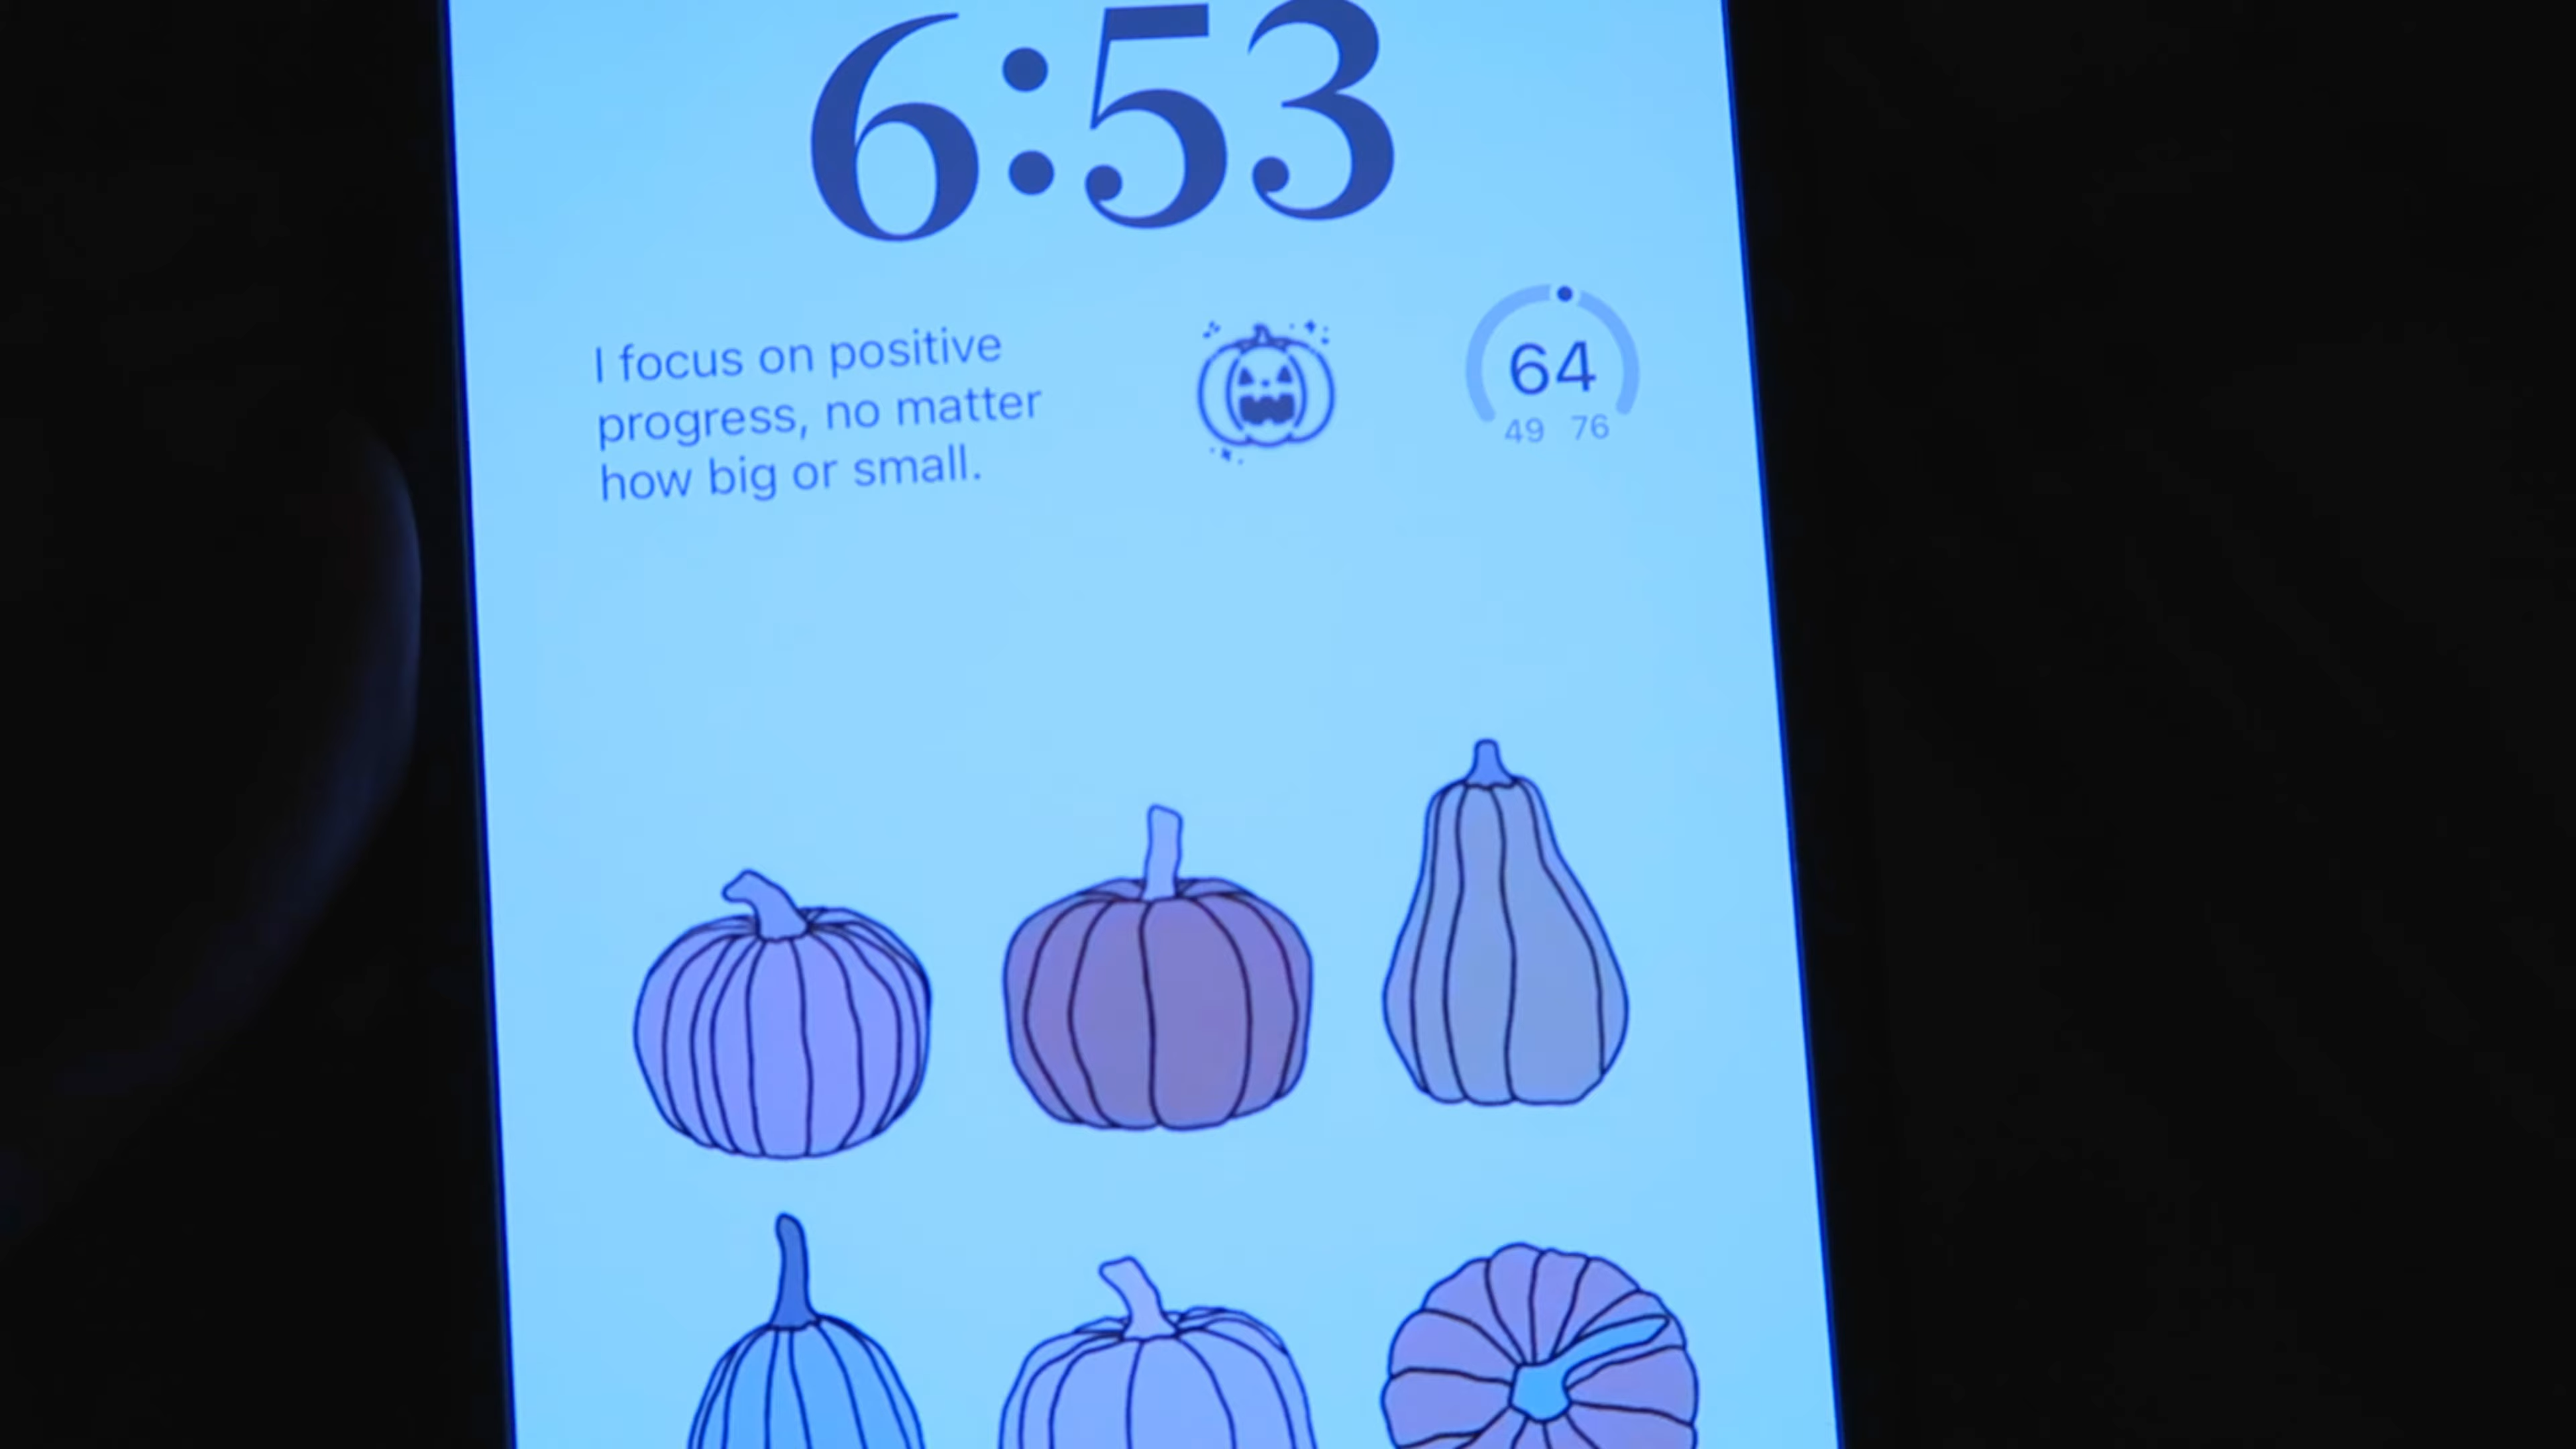 6:53
I focus on positive
progress, no matter
how big or small.
64
49 76